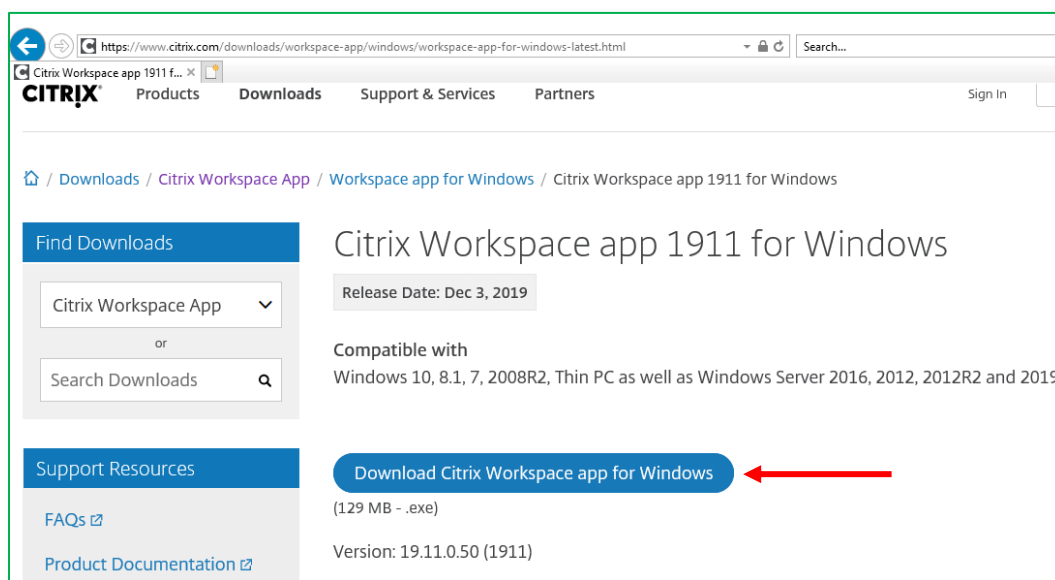 https://www.citrix.com/downloads/workspace-app/windows/workspace-app-for-windows-latest.html
Search...
Citrix Workspace app 1911 f...
CITRIX Products Downloads Support & Services Partners Sign In
/ Downloads / Citrix Workspace App / Workspace app for Windows / Citrix Workspace app 1911 for Windows
Find Downloads
Citrix Workspace App
or
Search Downloads
Support Resources
FAQs
Product Documentation
Citrix Workspace app 1911 for Windows
Release Date: Dec 3, 2019
Compatible with
Windows 10, 8.1, 7, 2008R2, Thin PC as well as Windows Server 2016, 2012, 2012R2 and 2019
Download Citrix Workspace app for Windows
(129 MB - .exe)
Version: 19.11.0.50 (1911)